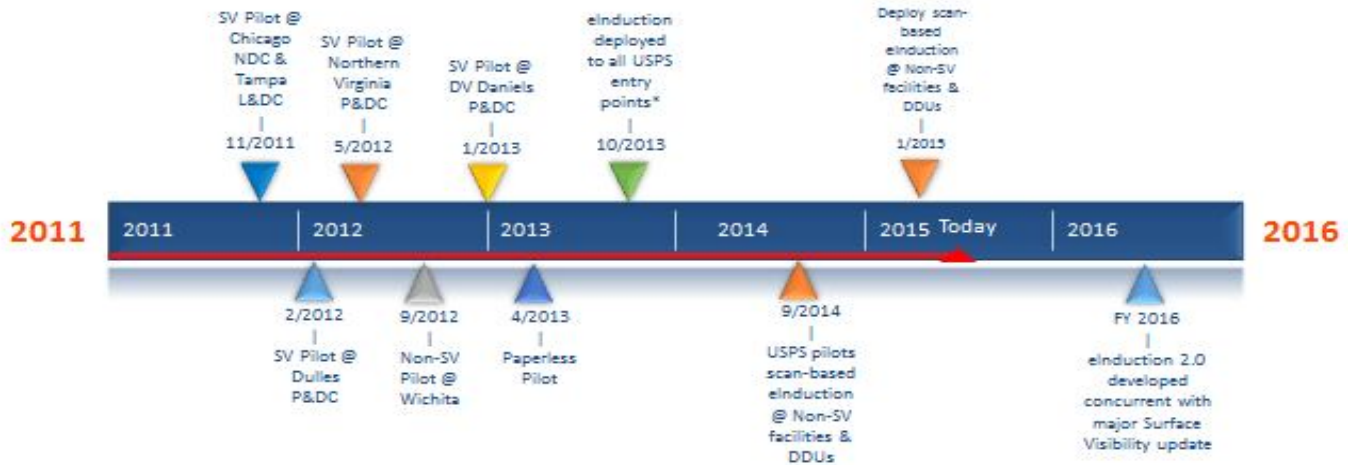 SV Pilot @
Chicago
NDC &
Tampa
L&DC
11/2011
SV Pilot @
Northern
Virginia
P&DC
5/2012
SV Pilot @
DV Daniels
P&DC
1/2013
eInduction
deployed
to all USPS
entry
points*
10/2013
Deploy scan-
based
eInduction
@ Non-SV
facilities &
DDUs
1/2015
2011
2011
2012
2013
2014
2015
Today
2016
2016
2/2012
SV Pilot @
Dulles
P&DC
9/2012
Non-SV
Pilot @
Wichita
4/2013
Paperless
Pilot
9/2014
USPS pilots
scan-based
eInduction
@ Non-SV
facilities &
DDUs
FY 2016
eInduction 2.0
developed
concurrent with
major Surface
Visibility update